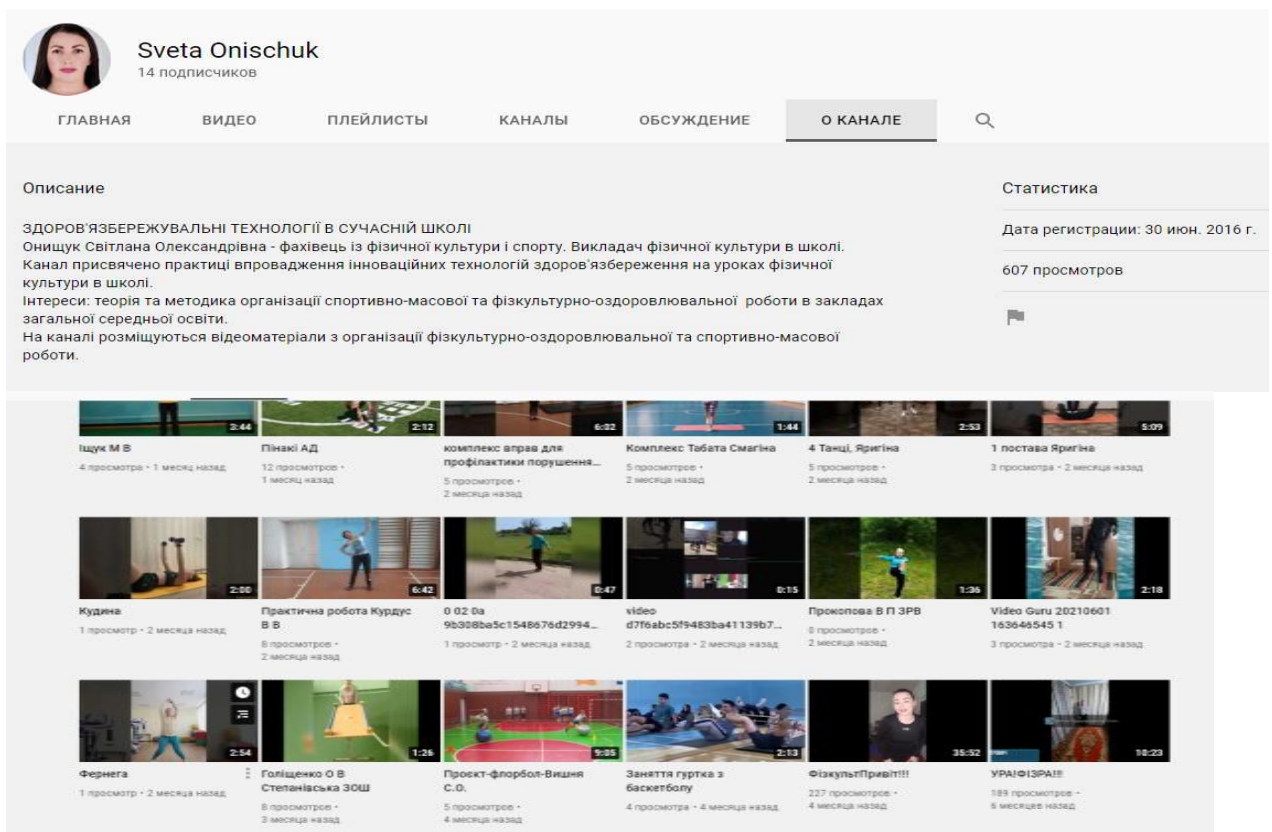 Sveta Onischuk
14 подписчиков
ГЛАВНАЯ ВИДЕО ПЛЕЙЛИСТЫ КАНАЛЫ ОБСУЖДЕНИЕ О КАНАЛЕ
Описание
ЗДОРОВ'ЯЗБЕРЕЖУВАЛЬНІ ТЕХНОЛОГІЇ В СУЧАСНІЙ ШКОЛІ
Онищук Світлана Олександрівна - фахівець із фізичної культури і спорту. Викладач фізичної культури в школі.
Канал присвячено практиці впровадження інноваційних технологій здоров'язбереження на уроках фізичної
культури в школі.
Інтереси: теорія та методика організації спортивно-масової та фізкультурно-оздоровлювальної роботи в закладах
загальної середньої освіти.
На каналі розміщуються відеоматеріали з організації фізкультурно-оздоровлювальної та спортивно-масової
роботи.
Статистика
Дата регистрации: 30 июн. 2016 г.
607 просмотров
3:44 2:12 6:02 1:44 2:53 5:09
Іщук М В
4 просмотра • 1 месяц назад
Пінакі АД
12 просмотров •
1 месяц назад
комплекс вправ для
профілактики порушення...
5 просмотров •
2 месяца назад
Комплекс Табата Смагіна
5 просмотров •
2 месяца назад
4 Танці, Яригіна
5 просмотров •
2 месяца назад
1 постава Яригіна
3 просмотра • 2 месяца назад
2:00 6:42 0:47 0:15 1:36 2:18
Кудина
1 просмотр • 2 месяца назад
Практична робота Курдус
В В
8 просмотров •
2 месяца назад
0 02 0a
9b308ba5c1548676d2994...
1 просмотр • 2 месяца назад
video
d7f6abc5f9483ba41139b7...
2 просмотра • 2 месяца назад
Прокопова В П ЗРВ
0 просмотров •
2 месяца назад
Video Guru 20210601
163646545 1
3 просмотра • 2 месяца назад
2:54 1:26 9:05 2:13 35:52 10:23
Фернега
1 просмотр • 2 месяца назад
Голіщенко О В
Степанівська ЗОШ
8 просмотров •
3 месяца назад
Проєкт-флорбол-Вишня
С.О.
5 просмотров •
4 месяца назад
Заняття гуртка з
баскетболу
4 просмотра • 4 месяца назад
ФізкультПривіт!!!
227 просмотров •
4 месяца назад
УРА!ФІЗРА!!!
189 просмотров •
6 месяцев назад